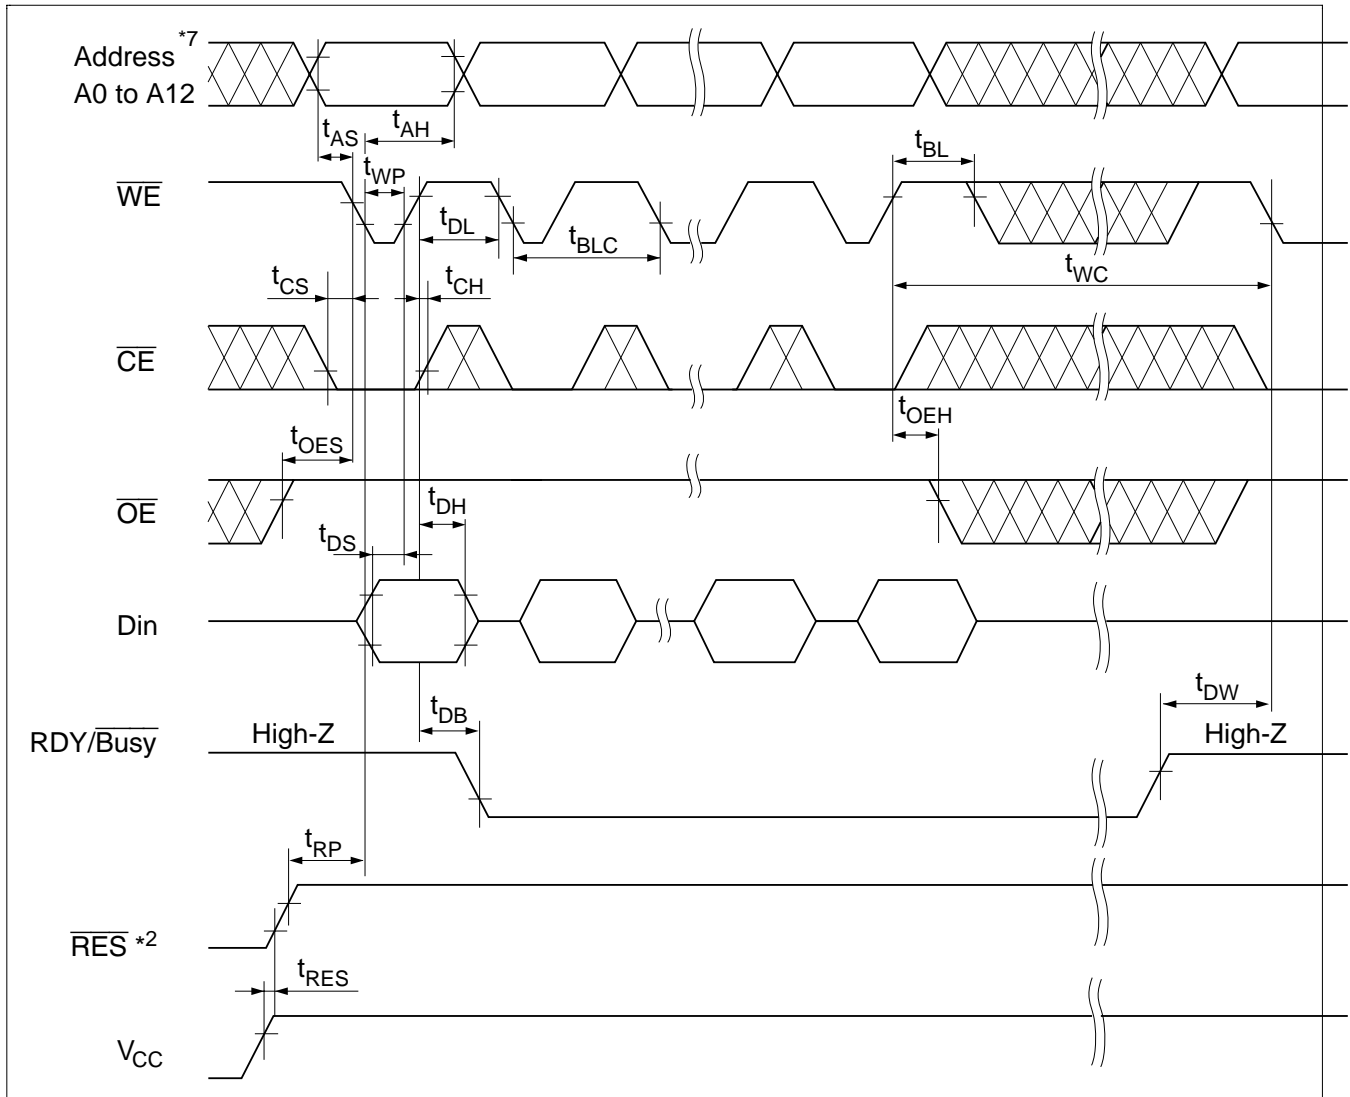 Address *7
A0 to A12
tAS
tAH
tWP
tBL
WE
tDL
tBLC
tWC
tCS
tCH
CE
tOEH
tOES
OE
tDH
tDS
Din
tDB
tDW
RDY/Busy
High-Z
High-Z
tRP
RES *2
tRES
VCC